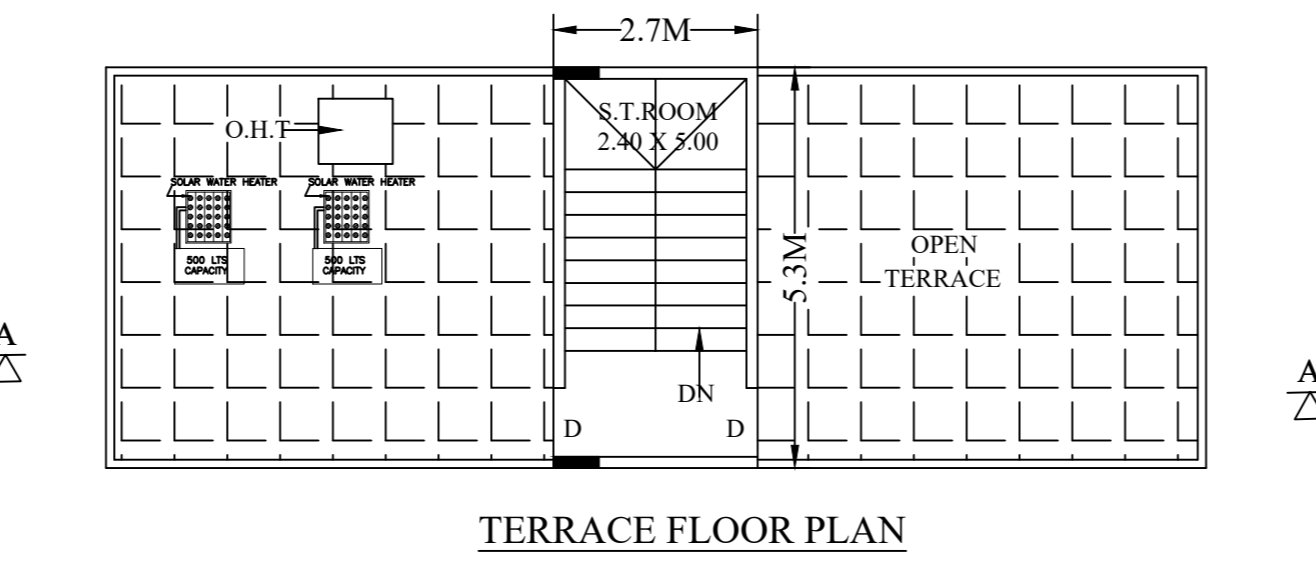 2.7M
S.T.ROOM
2.40 X 5.00
O.H.T
SOLAR WATER HEATER
SOLAR WATER HEATER
500 LTS
CAPACITY
500 LTS
CAPACITY
5.3M
OPEN
TERRACE
A
A
DN
D
D
TERRACE FLOOR PLAN